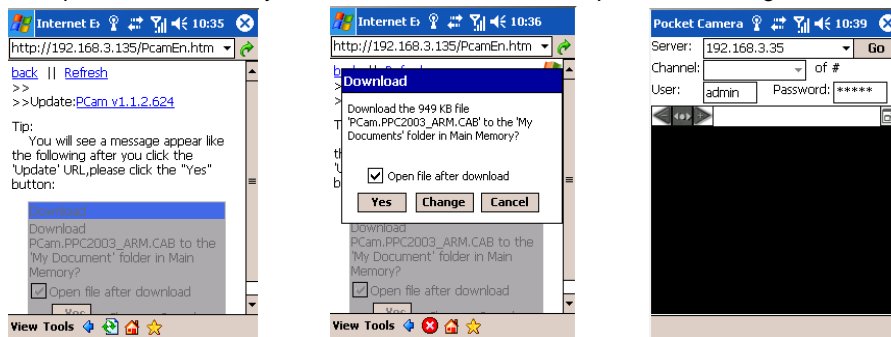 Internet E 10:35
http://192.168.3.135/PcamEn.htm
back || Refresh
>>
>>Update:PCam v1.1.2.624
Tip:
You will see a message appear like
the following after you click the
'Update' URL,please click the "Yes"
button:
Download
Download
PCam.PPC2003_ARM.CAB to the
'My Document' folder in Main
Memory?
Open file after download
Yes
View Tools
Internet E 10:36
http://192.168.3.135/PcamEn.htm
Download
Download the 949 KB file
'PCam.PPC2003_ARM.CAB' to the 'My
Documents' folder in Main Memory?
Open file after download
Yes Change Cancel
Download
PCam.PPC2003_ARM.CAB to the
'My Document' folder in Main
Memory?
Open file after download
View Tools
Pocket Camera 10:39
Server: 192.168.3.35 Go
Channel: of #
User: admin Password: *****